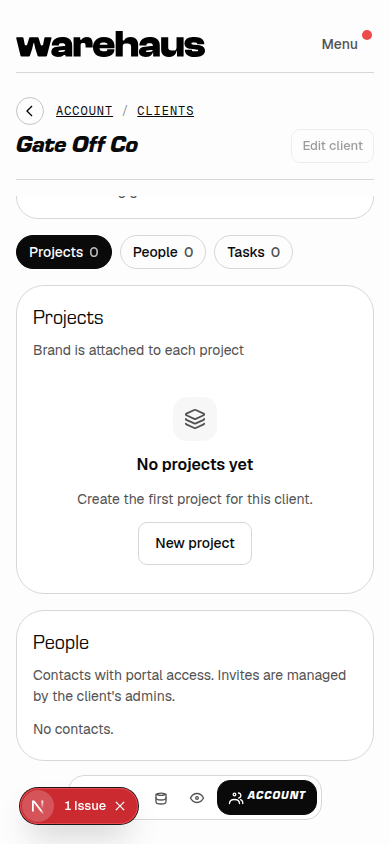 warehaus
Menu
ACCOUNT / CLIENTS
Gate Off Co
Edit client
Projects 0
People 0
Tasks 0
Projects
Brand is attached to each project
No projects yet
Create the first project for this client.
New project
People
Contacts with portal access. Invites are managed
by the client's admins.
No contacts.
N
1 Issue
ACCOUNT